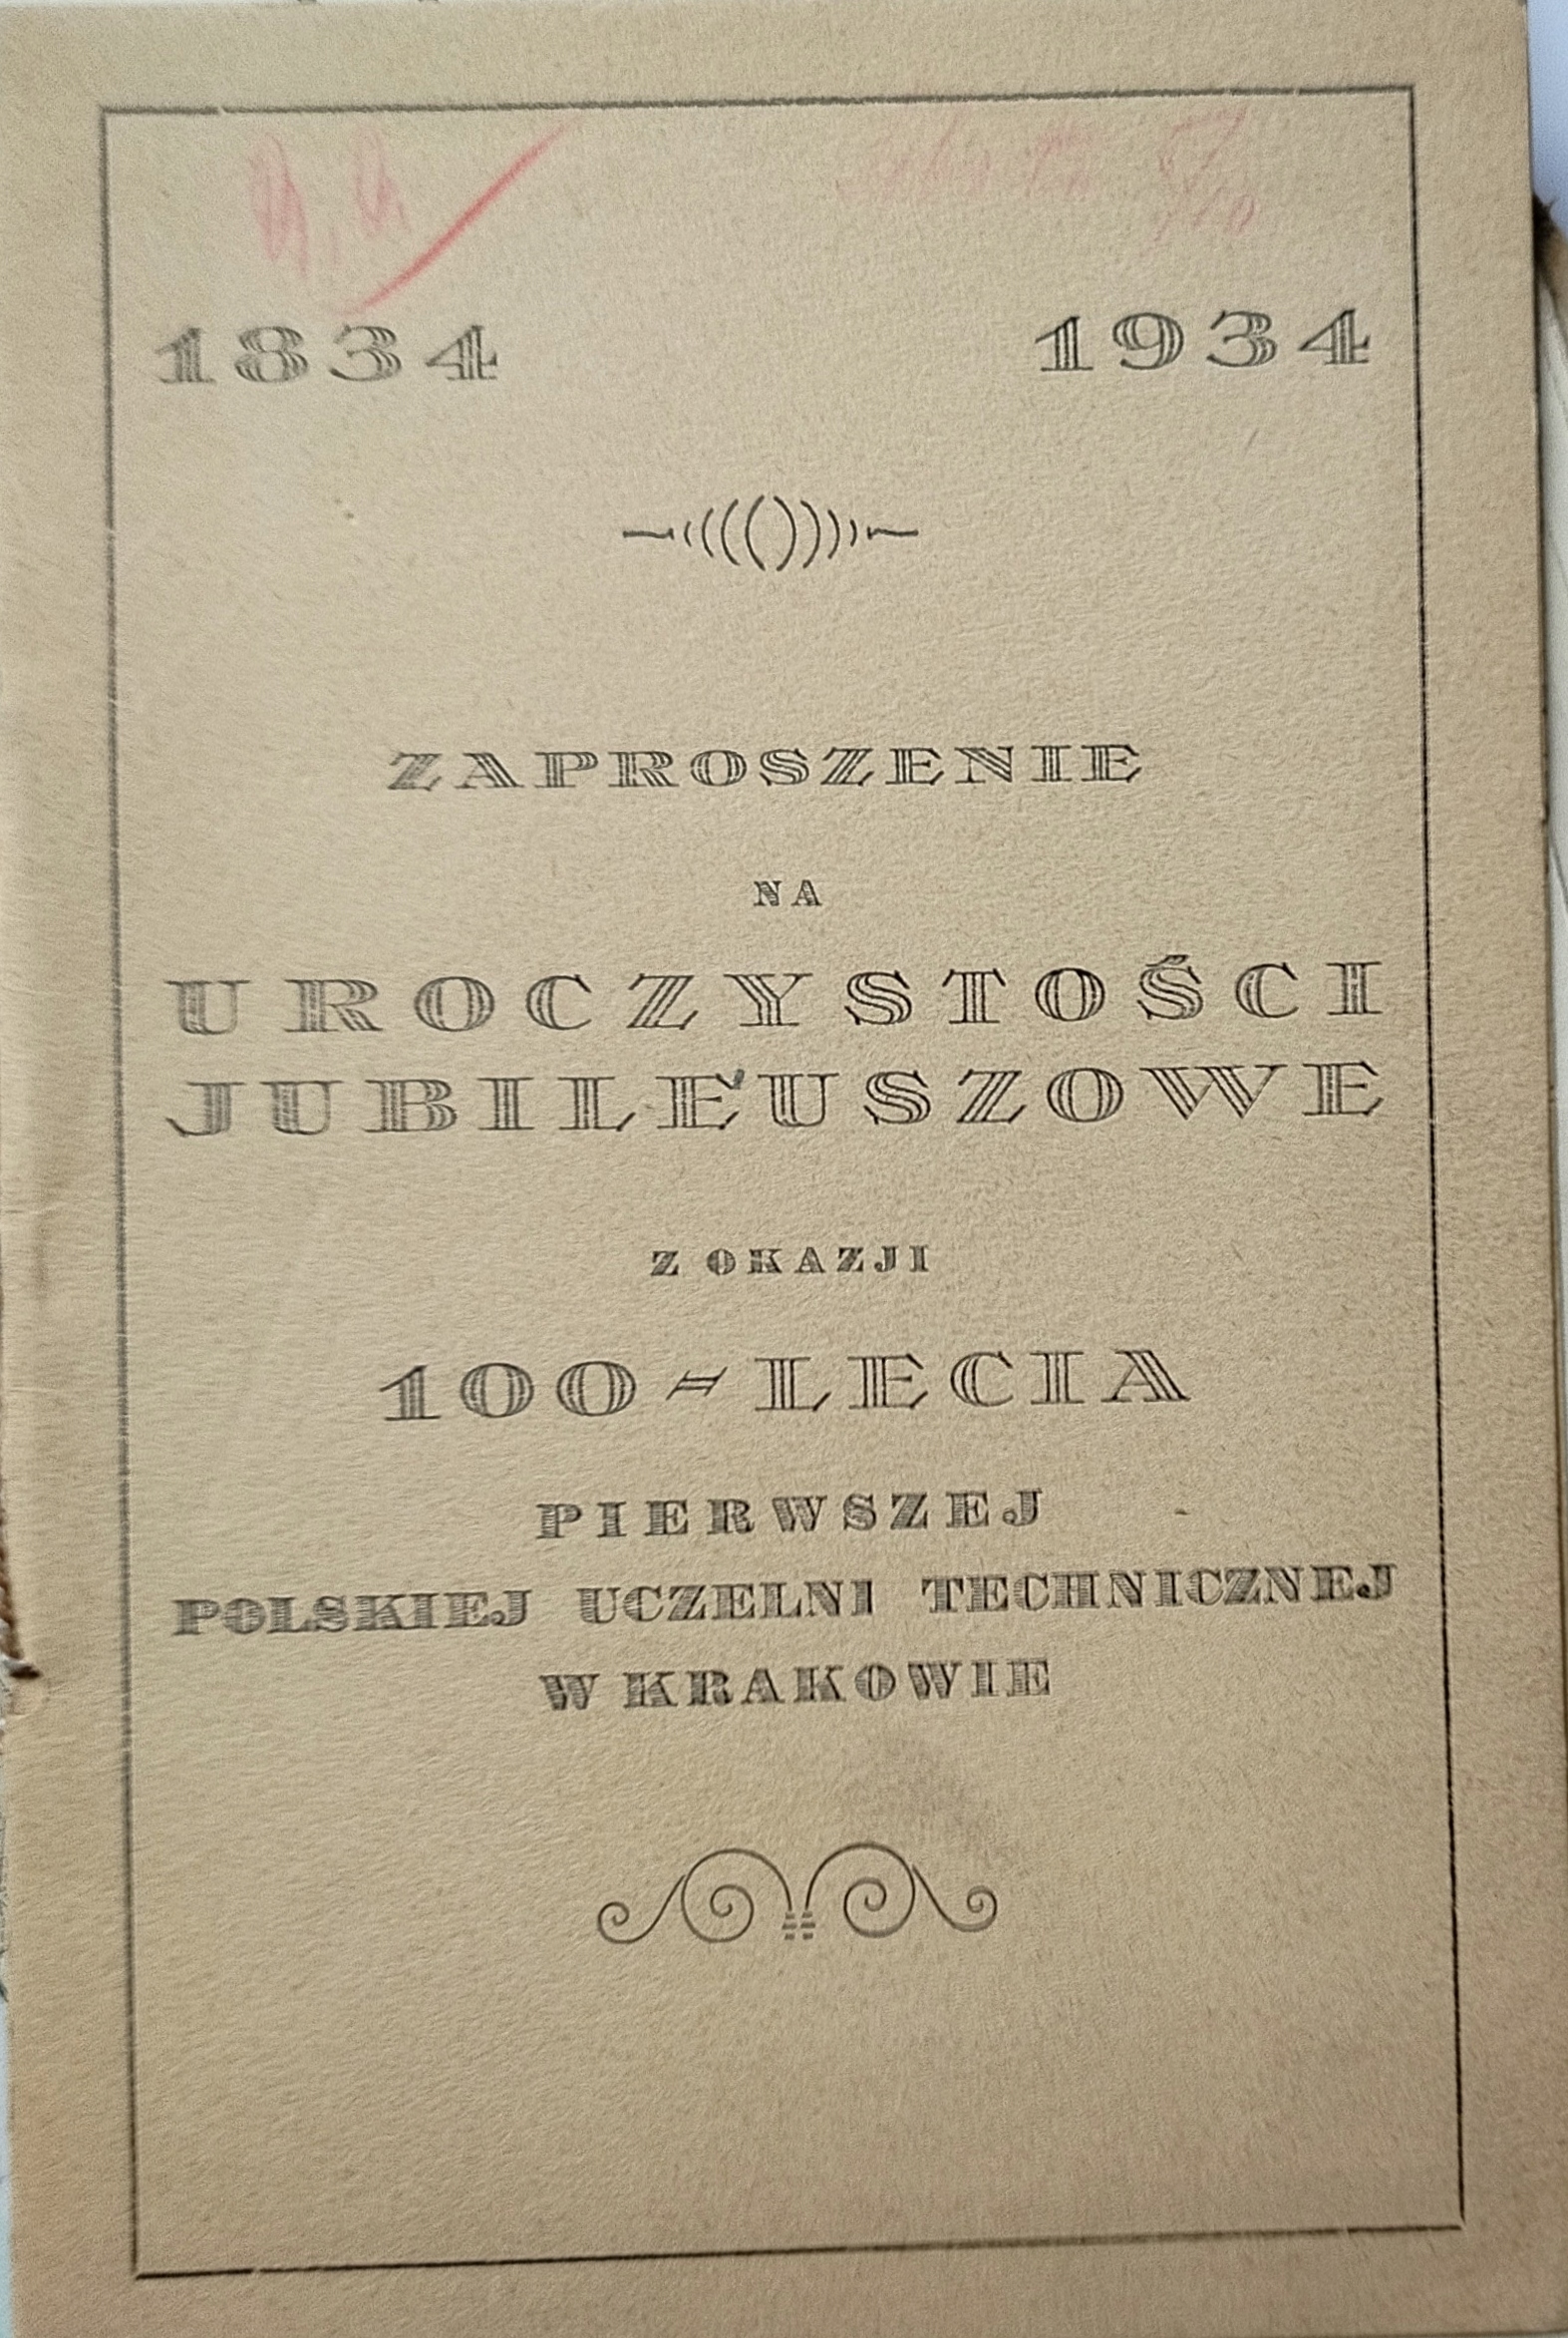 1834 1934
ZAPROSZENIE
NA
UROCZYSTOŚCI
JUBILEUSZOWE
Z OKAZJI
100-LECIA
PIERWSZEJ
POLSKIEJ UCZELNI TECHNICZNEJ
W KRAKOWIE